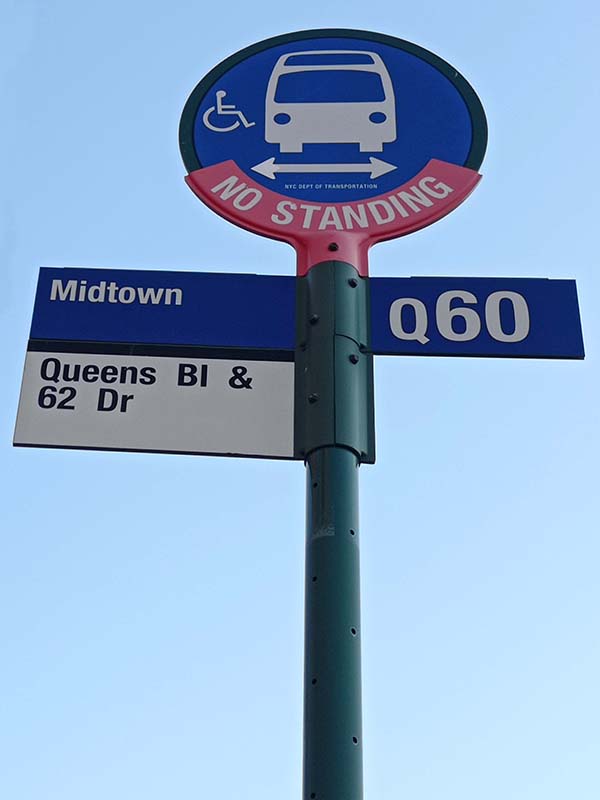 NYC DEPT OF TRANSPORTATION
NO STANDING
Midtown
Q60
Queens Bl &
62 Dr